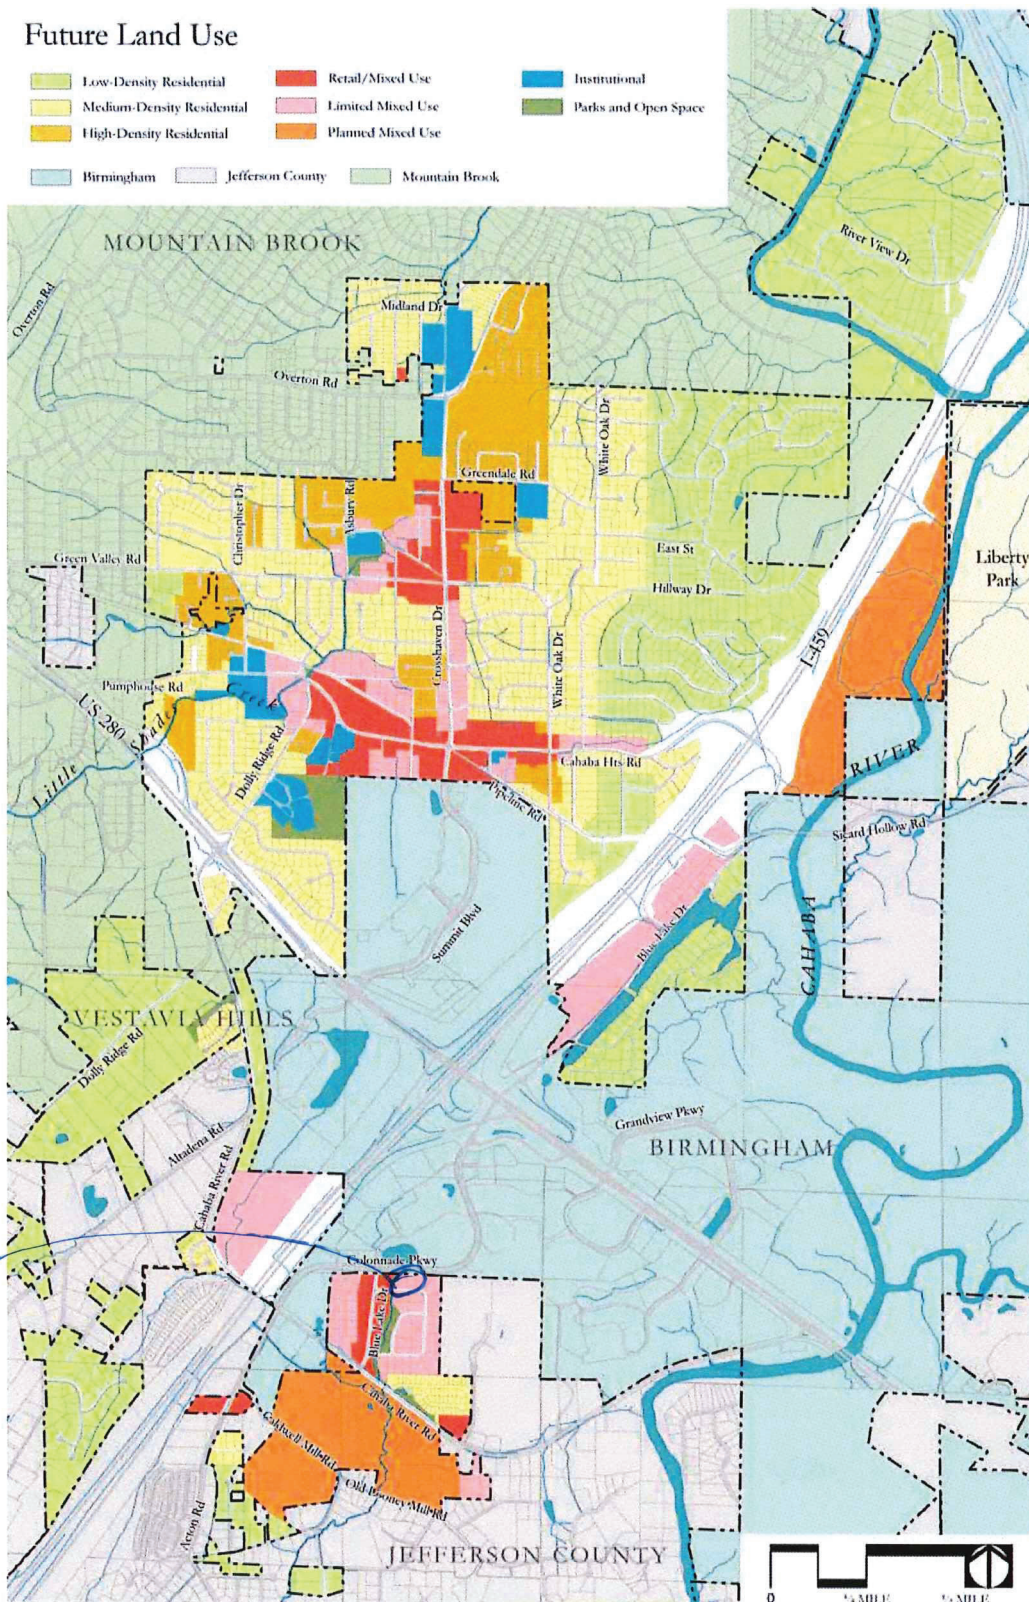 Future Land Use
Low-Density Residential
Medium-Density Residential
High-Density Residential
Retail/Mixed Use
Limited Mixed Use
Planned Mixed Use
Institutional
Parks and Open Space
Birmingham
Jefferson County
Mountain Brook
MOUNTAIN BROOK
River View Dr
Overton Rd
Midland Dr
Overton Rd
White Oak Dr
Greendale Rd
Asbury Rd
Christopher Dr
Green Valley Rd
East St
Liberty
Park
Hillway Dr
Crosshaven Dr
White Oak Dr
I-459
Pumphouse Rd
US 280
Little Shades Creek
Dolly Ridge Rd
Cahaba Hts Rd
CAHABA RIVER
Pipeline Rd
Sicard Hollow Rd
Summit Blvd
Blue Lake Dr
VESTAVIA HILLS
Dolly Ridge Rd
Altadena Rd
Grandview Pkwy
BIRMINGHAM
Cahaba River Rd
Colonnade Pkwy
Blue Lake Dr
Cahaba River Rd
Caldwell Mill Rd
Old Looney Mill Rd
Acton Rd
JEFFERSON COUNTY
0